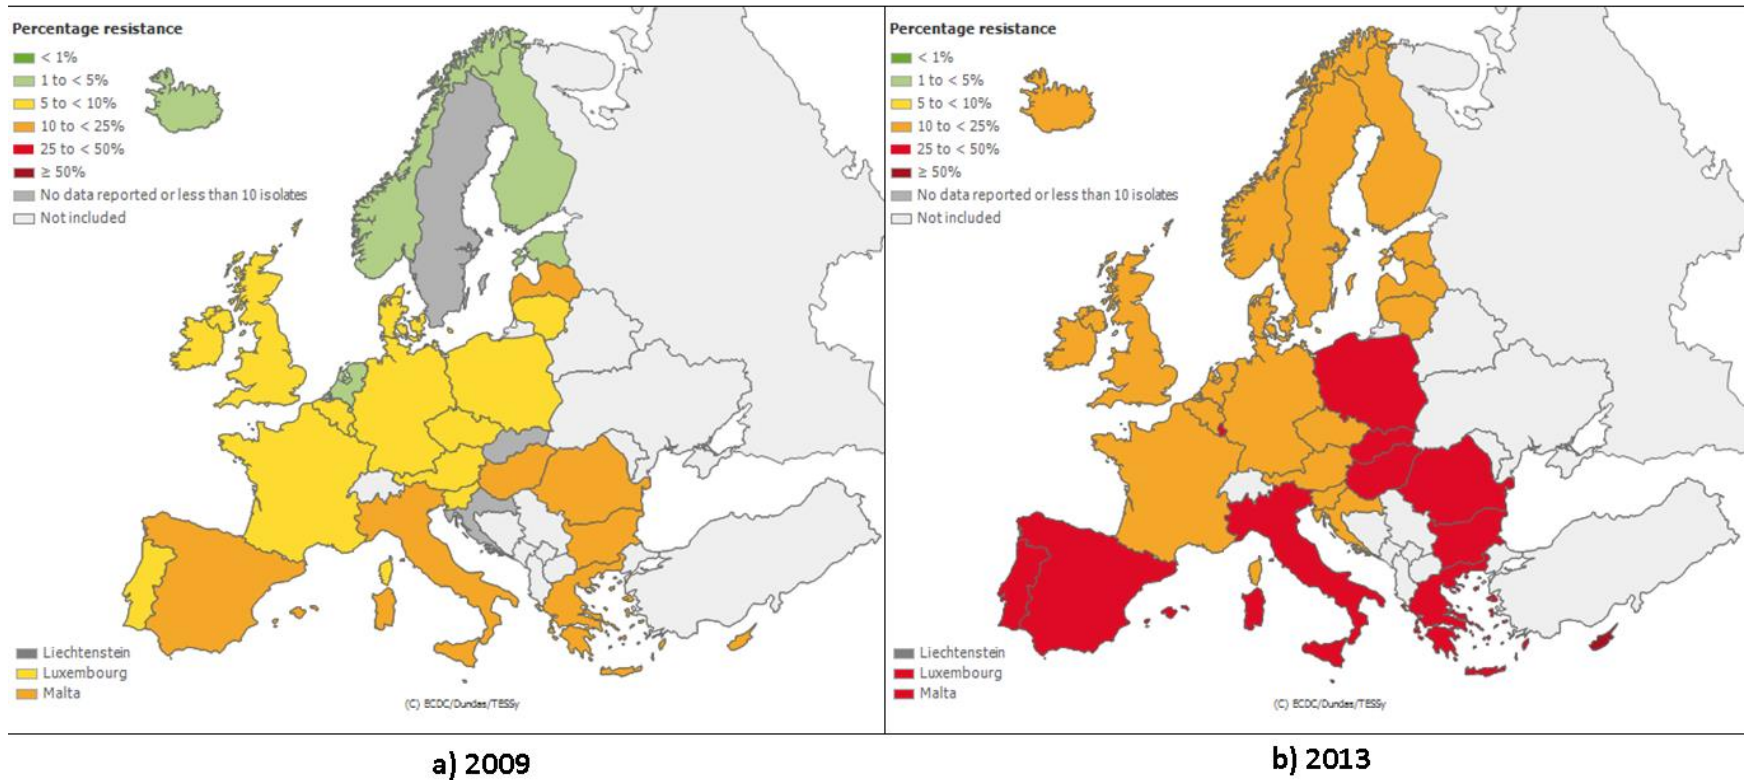 Percentage resistance
< 1%
1 to < 5%
5 to < 10%
10 to < 25%
25 to < 50%
≥ 50%
No data reported or less than 10 isolates
Not included
Liechtenstein
Luxembourg
Malta
(C) ECDC/Dundas/TESSy
a) 2009
Percentage resistance
< 1%
1 to < 5%
5 to < 10%
10 to < 25%
25 to < 50%
≥ 50%
No data reported or less than 10 isolates
Not included
Liechtenstein
Luxembourg
Malta
(C) ECDC/Dundas/TESSy
b) 2013